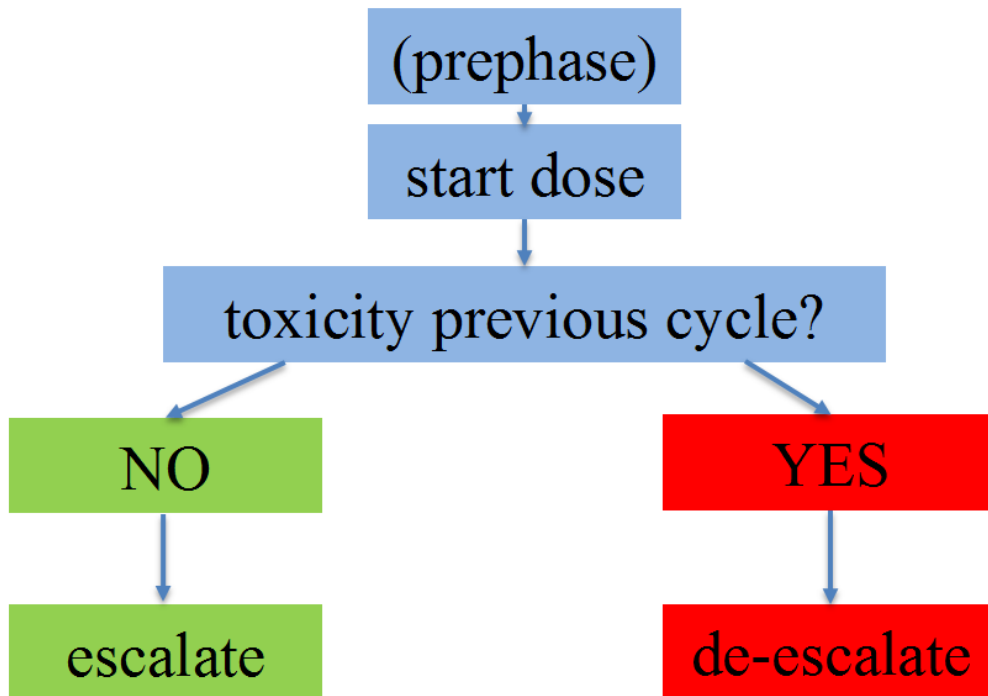 (prephase)
start dose
toxicity previous cycle?
NO
YES
escalate
de-escalate